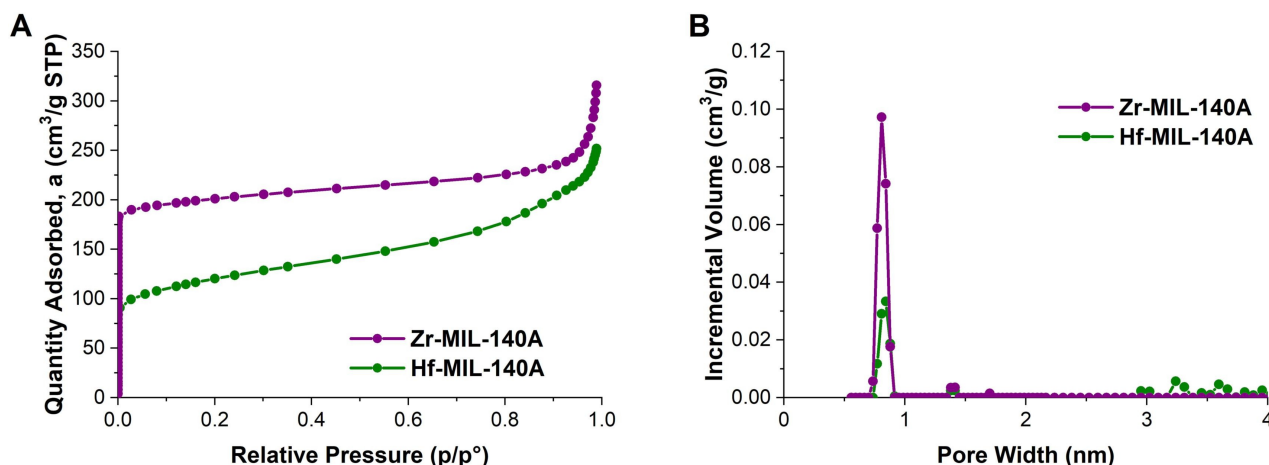 A
Quantity Adsorbed, a (cm³/g STP)
350
300
250
200
150
100
50
0
0.0 0.2 0.4 0.6 0.8 1.0
Relative Pressure (p/p°)
Zr-MIL-140A
Hf-MIL-140A
B
Incremental Volume (cm³/g)
0.12
0.10
0.08
0.06
0.04
0.02
0.00
0 1 2 3 4
Pore Width (nm)
Zr-MIL-140A
Hf-MIL-140A